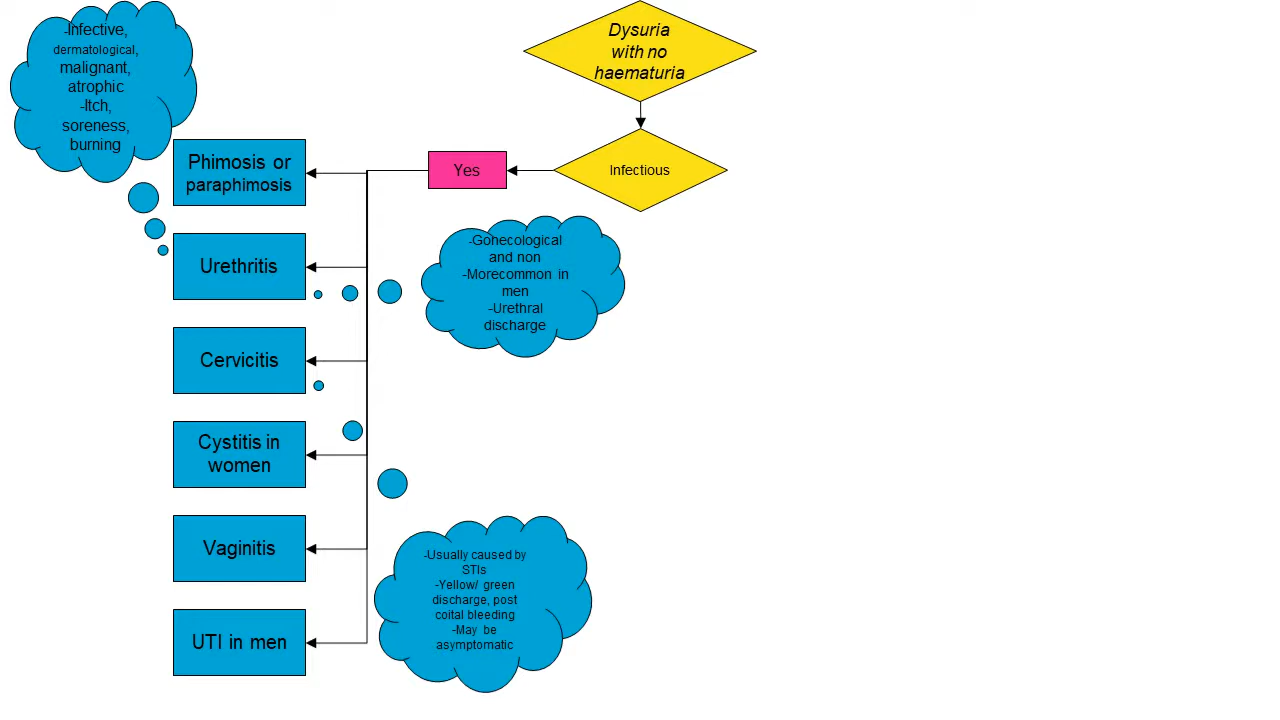 -Infective,
dermatological,
malignant,
atrophic
-Itch,
soreness,
burning
Dysuria
with no
haematuria
Infectious
Yes
Phimosis or
paraphimosis
Urethritis
-Gohecological
and non
-Morecommon in
men
-Urethral
discharge
Cervicitis
Cystitis in
women
Vaginitis
-Usually caused by
STIs
-Yellow/ green
discharge, post
coital bleeding
-May be
asymptomatic
UTI in men